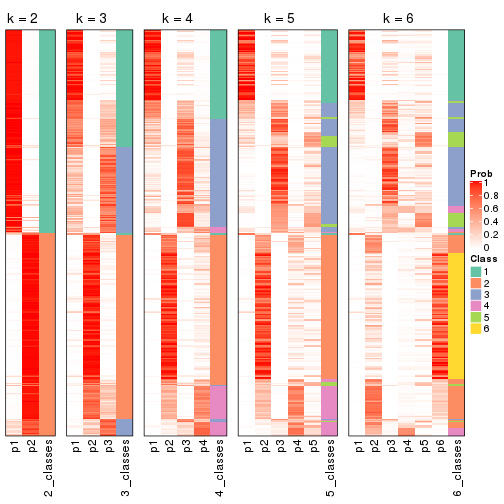 k = 2
k = 3
k = 4
k = 5
k = 6
p1
p2
2_classes
p1
p2
p3
3_classes
p1
p2
p3
p4
4_classes
p1
p2
p3
p4
p5
5_classes
p1
p2
p3
p4
p5
p6
6_classes
Prob
1
0.8
0.6
0.4
0.2
0
Class
1
2
3
4
5
6